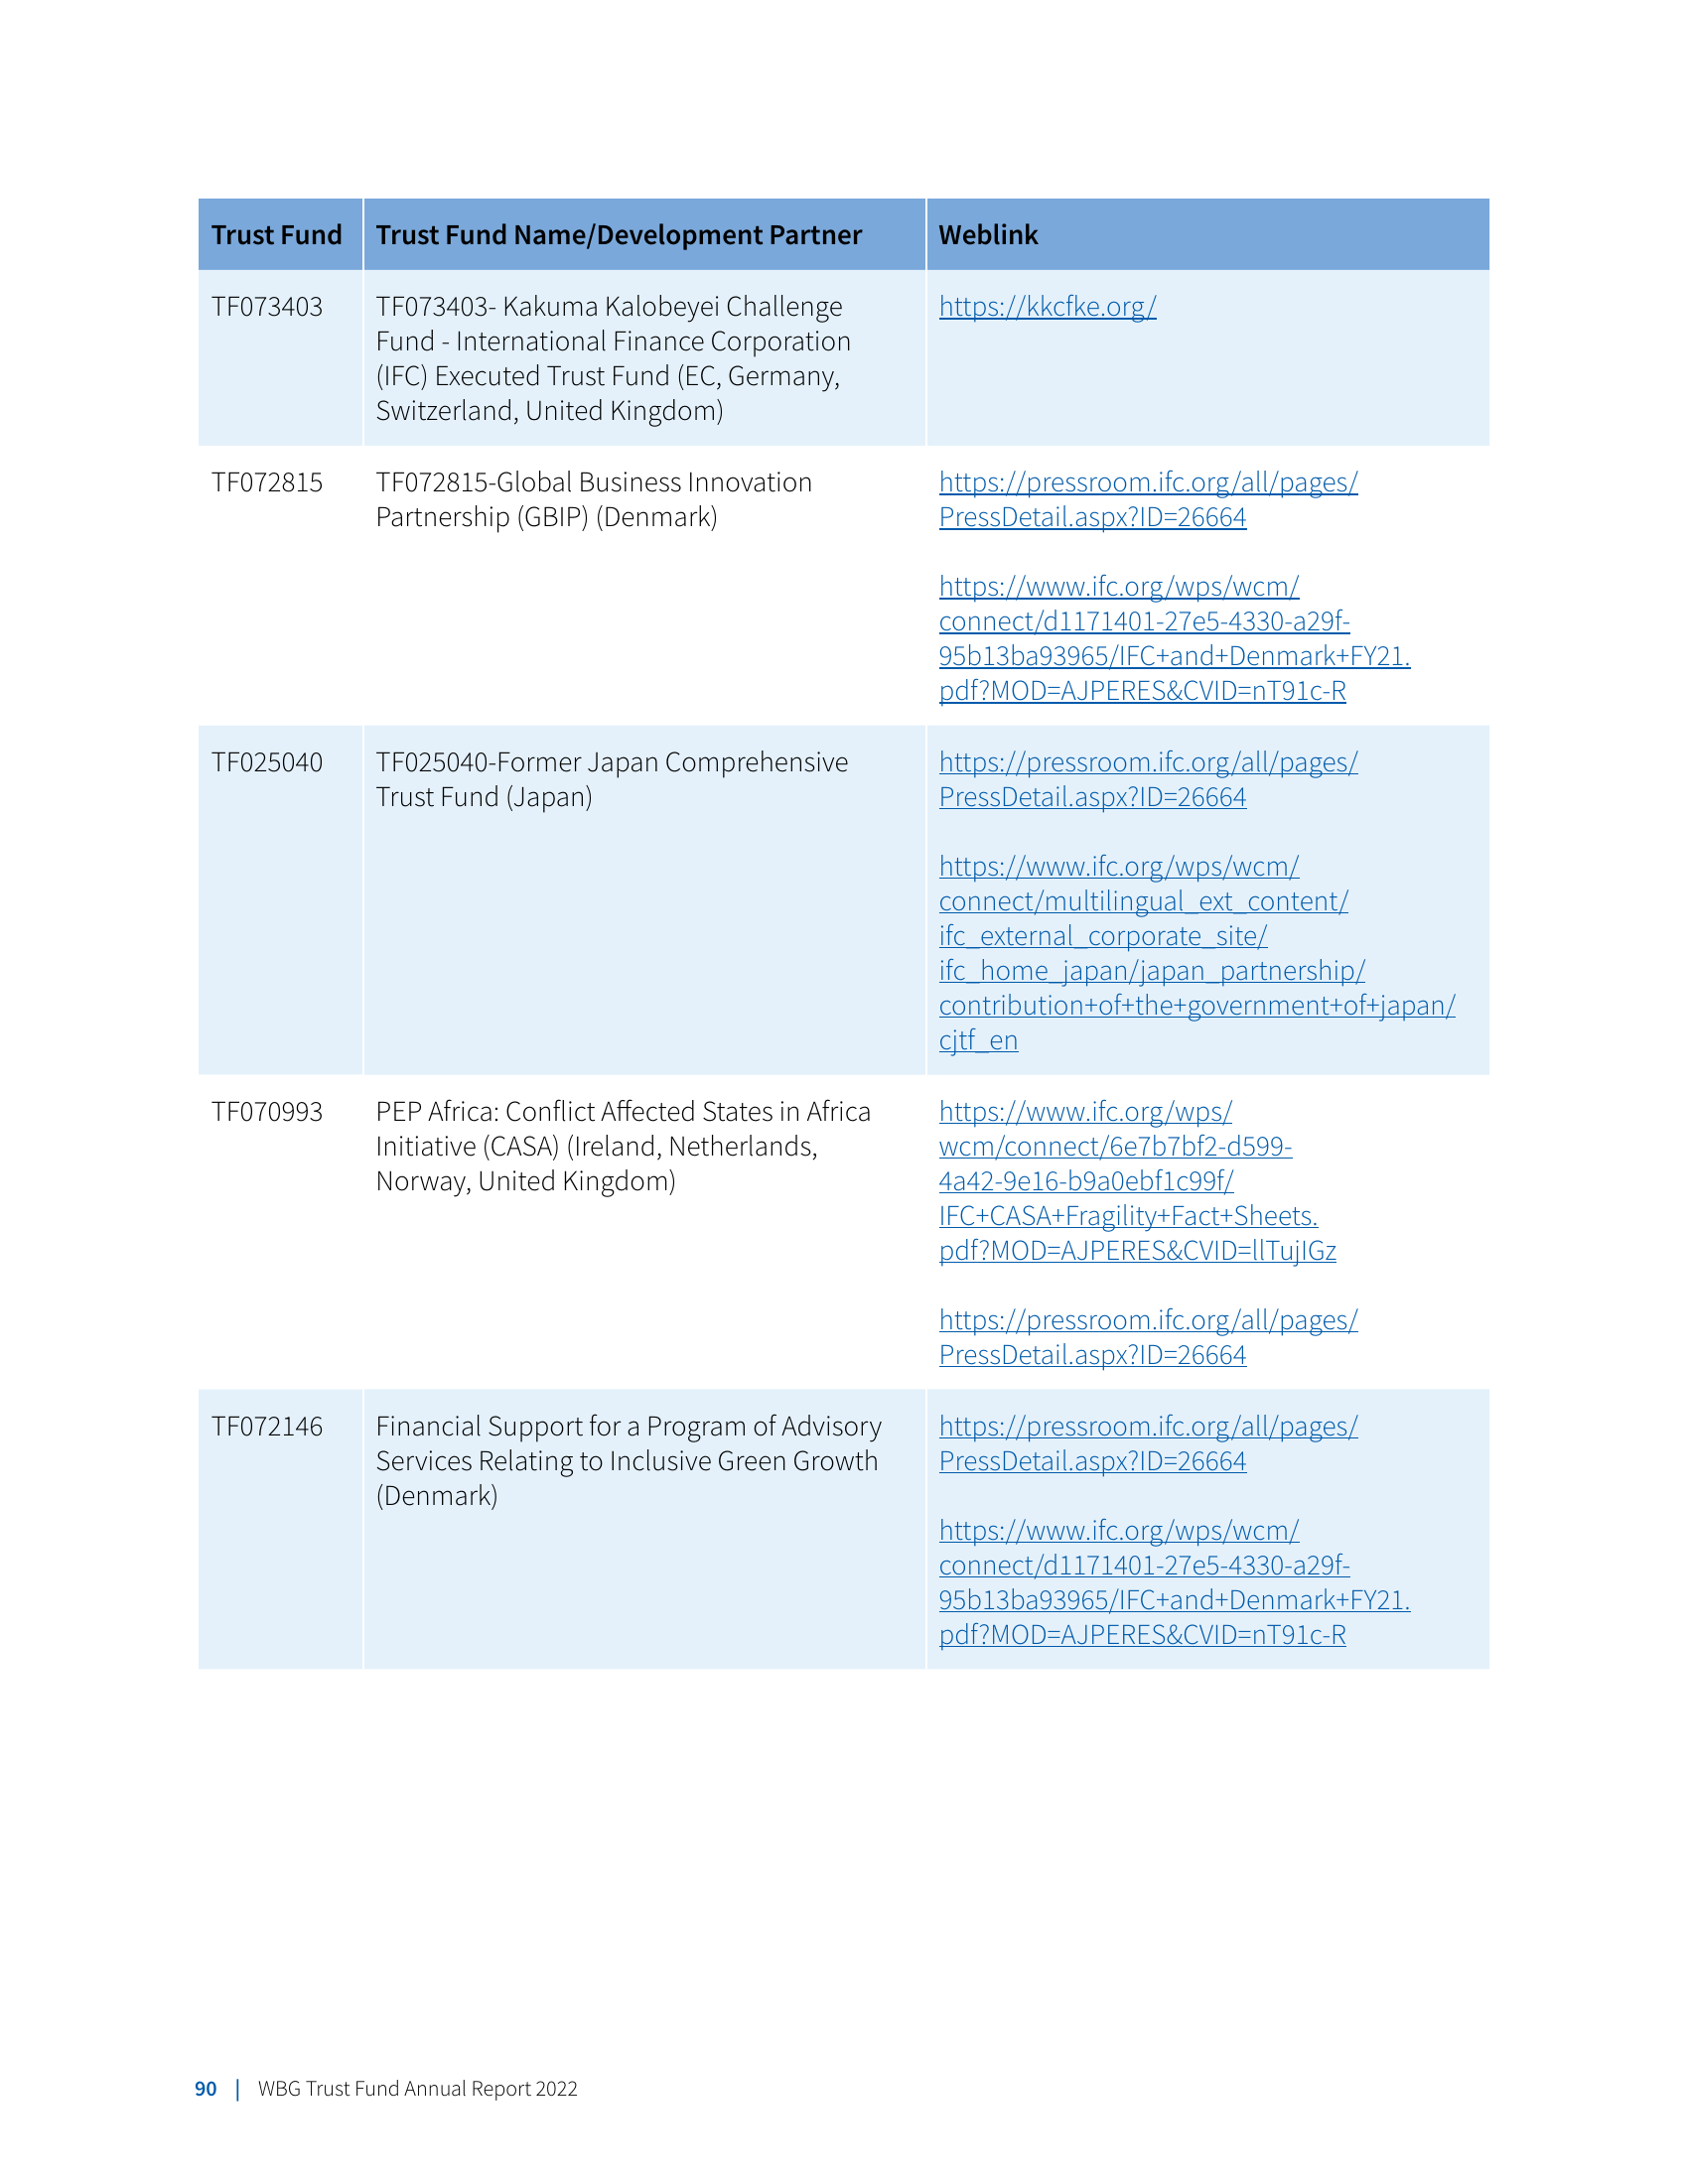 Trust Fund
Trust Fund Name/Development Partner
Weblink
TF073403
TF073403- Kakuma Kalobeyei Challenge
Fund - International Finance Corporation
(IFC) Executed Trust Fund (EC, Germany,
Switzerland, United Kingdom)
https://kkcfke.org/
TF072815
TF072815-Global Business Innovation
Partnership (GBIP) (Denmark)
https://pressroom.ifc.org/all/pages/
PressDetail.aspx?ID=26664
https://www.ifc.org/wps/wcm/
connect/d1171401-27e5-4330-a29f-
95b13ba93965/IFC+and+Denmark+FY21.
pdf?MOD=AJPERES&CVID=nT91c-R
TF025040
TF025040-Former Japan Comprehensive
Trust Fund (Japan)
https://pressroom.ifc.org/all/pages/
PressDetail.aspx?ID=26664
https://www.ifc.org/wps/wcm/
connect/multilingual_ext_content/
ifc_external_corporate_site/
ifc_home_japan/japan_partnership/
contribution+of+the+government+of+japan/
cjtf_en
TF070993
PEP Africa: Conflict Affected States in Africa
Initiative (CASA) (Ireland, Netherlands,
Norway, United Kingdom)
https://www.ifc.org/wps/
wcm/connect/6e7b7bf2-d599-
4a42-9e16-b9a0ebf1c99f/
IFC+CASA+Fragility+Fact+Sheets.
pdf?MOD=AJPERES&CVID=llTujIGz
https://pressroom.ifc.org/all/pages/
PressDetail.aspx?ID=26664
TF072146
Financial Support for a Program of Advisory
Services Relating to Inclusive Green Growth
(Denmark)
https://pressroom.ifc.org/all/pages/
PressDetail.aspx?ID=26664
https://www.ifc.org/wps/wcm/
connect/d1171401-27e5-4330-a29f-
95b13ba93965/IFC+and+Denmark+FY21.
pdf?MOD=AJPERES&CVID=nT91c-R
90 | WBG Trust Fund Annual Report 2022